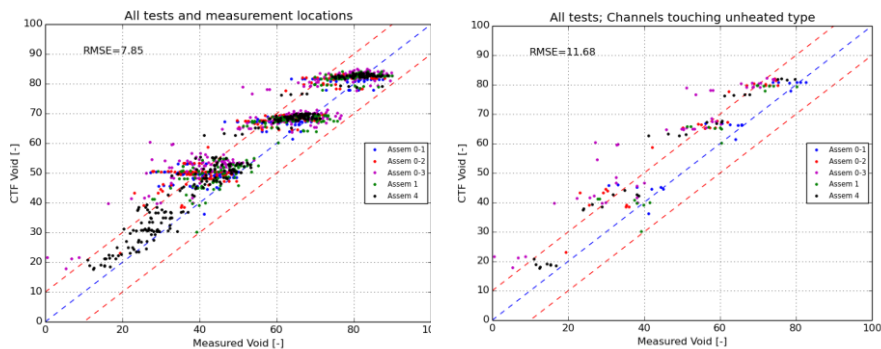 All tests and measurement locations
100
90
80
70
60
50
40
30
20
10
0
CTF Void [-]
RMSE=7.85
Assem 0-1
Assem 0-2
Assem 0-3
Assem 1
Assem 4
0
20
40
60
80
100
Measured Void [-]
All tests; Channels touching unheated type
100
90
80
70
60
50
40
30
20
10
0
CTF Void [-]
RMSE=11.68
Assem 0-1
Assem 0-2
Assem 0-3
Assem 1
Assem 4
0
20
40
60
80
100
Measured Void [-]